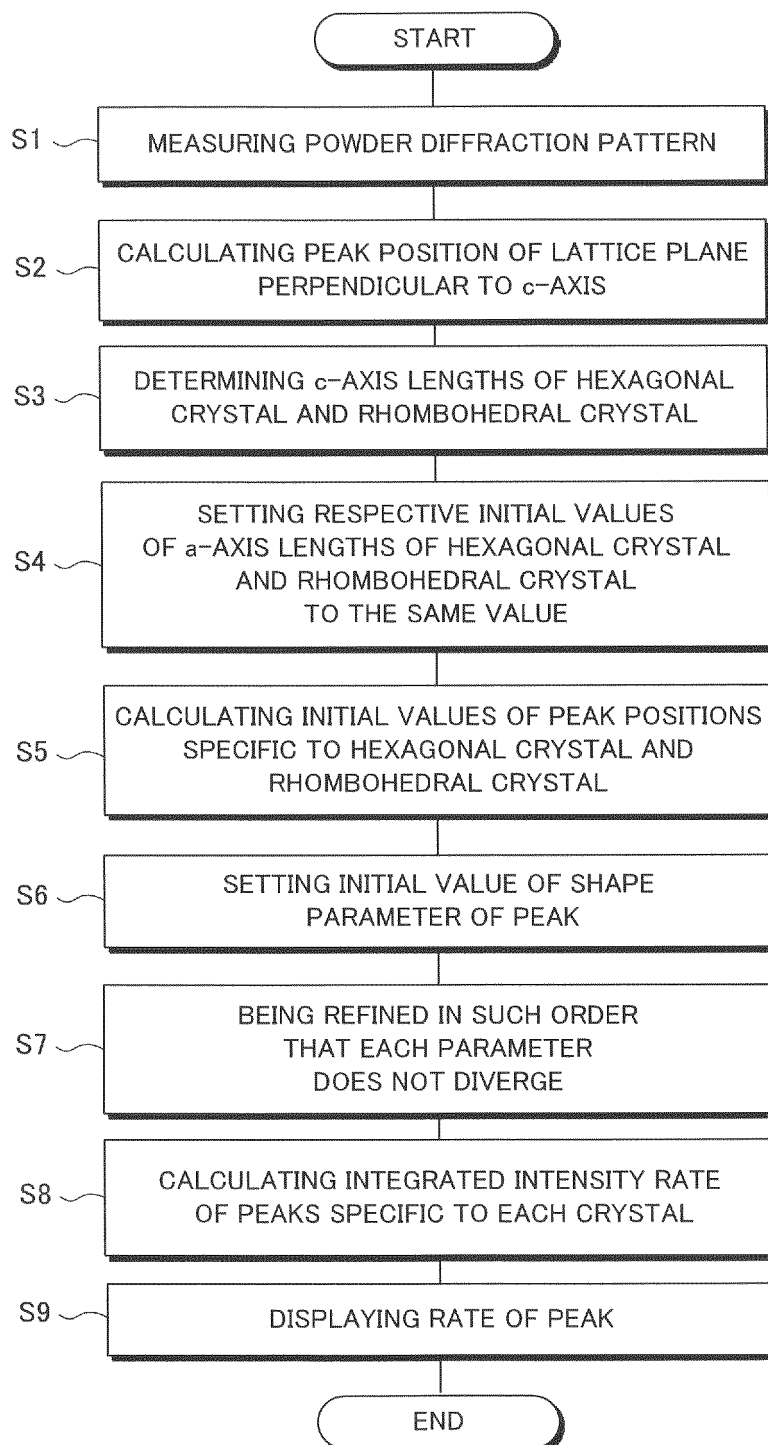 START
S1
MEASURING POWDER DIFFRACTION PATTERN
S2
CALCULATING PEAK POSITION OF LATTICE PLANE
PERPENDICULAR TO c-AXIS
S3
DETERMINING c-AXIS LENGTHS OF HEXAGONAL
CRYSTAL AND RHOMBOHEDRAL CRYSTAL
S4
SETTING RESPECTIVE INITIAL VALUES
OF a-AXIS LENGTHS OF HEXAGONAL CRYSTAL
AND RHOMBOHEDRAL CRYSTAL
TO THE SAME VALUE
S5
CALCULATING INITIAL VALUES OF PEAK POSITIONS
SPECIFIC TO HEXAGONAL CRYSTAL AND
RHOMBOHEDRAL CRYSTAL
S6
SETTING INITIAL VALUE OF SHAPE
PARAMETER OF PEAK
S7
BEING REFINED IN SUCH ORDER
THAT EACH PARAMETER
DOES NOT DIVERGE
S8
CALCULATING INTEGRATED INTENSITY RATE
OF PEAKS SPECIFIC TO EACH CRYSTAL
S9
DISPLAYING RATE OF PEAK
END